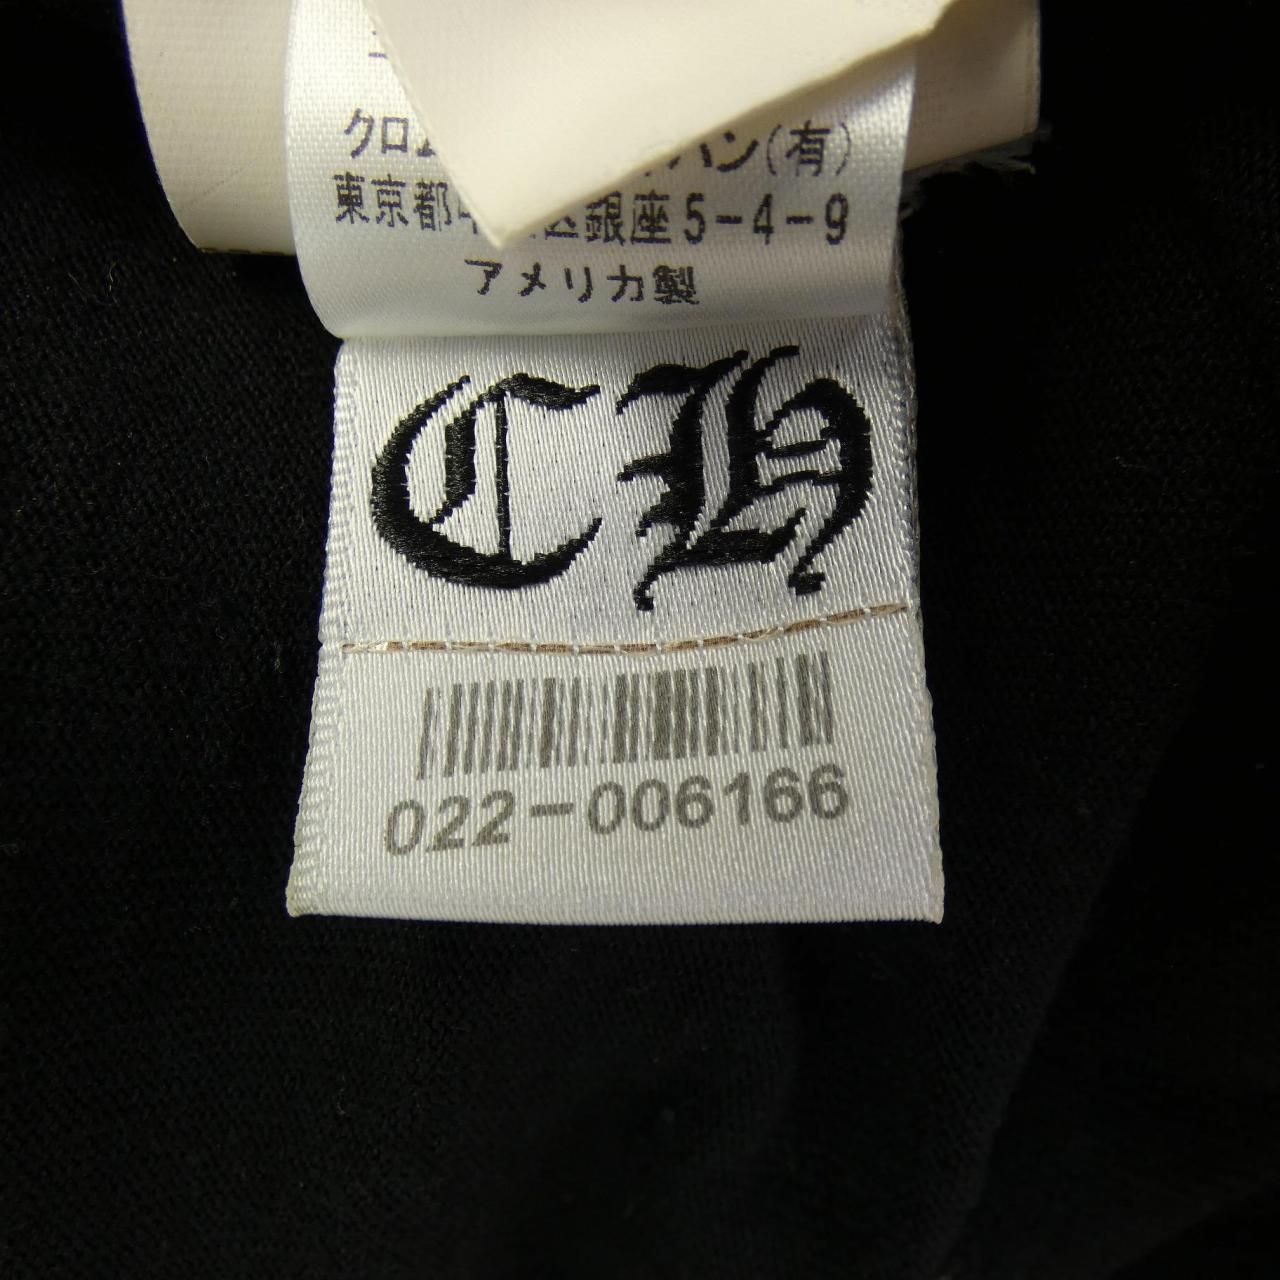 クロム
ハン(有)
東京都
区銀座5-4-9
アメリカ製
CH
022-006166